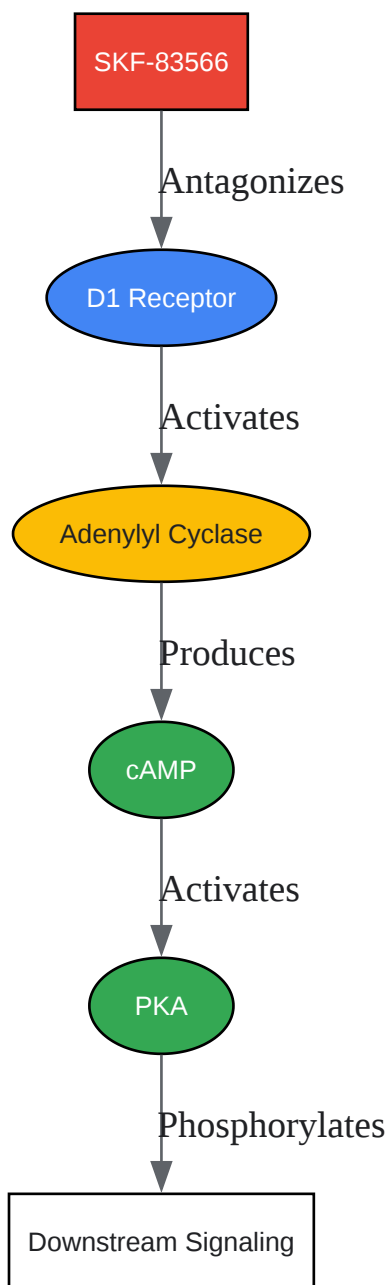 SKF-83566
Antagonizes
D1 Receptor
Activates
Adenylyl Cyclase
Produces
cAMP
Activates
PKA
Phosphorylates
Downstream Signaling